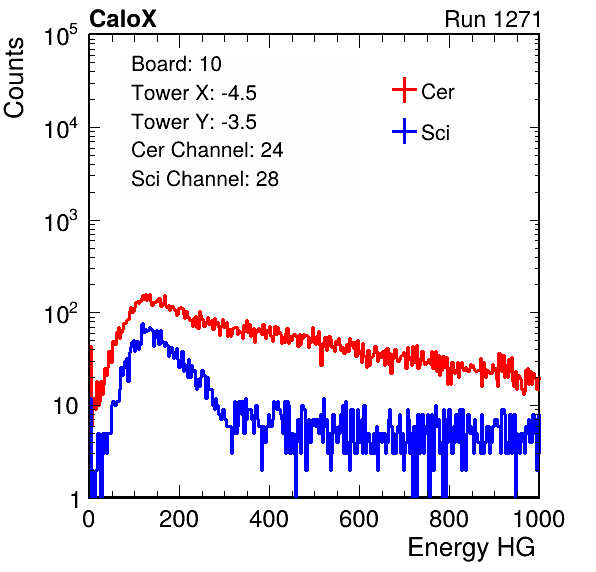 CaloX Run 1271
Counts
10^5
10^4
10^3
10^2
10
1
Board: 10
Tower X: -4.5
Tower Y: -3.5
Cer Channel: 24
Sci Channel: 28
Cer
Sci
0 200 400 600 800 1000
Energy HG